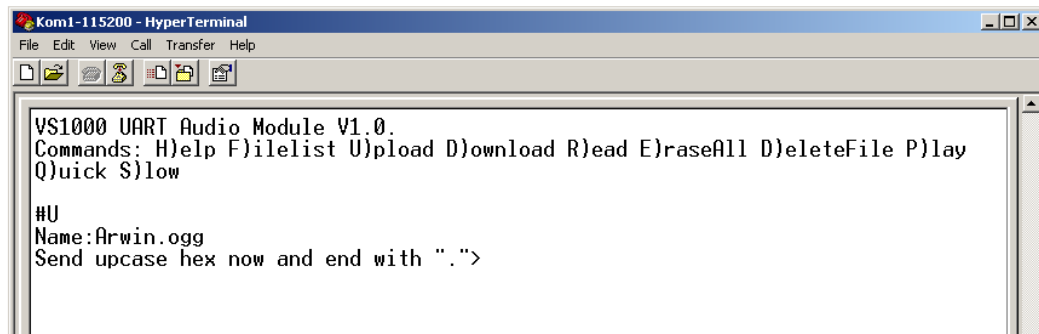 Kom1-115200 - HyperTerminal
File Edit View Call Transfer Help
VS1000 UART Audio Module V1.0.
Commands: H)elp F)ilelist U)pload D)ownload R)ead E)raseAll D)eleteFile P)lay
Q)uick S)low
#U
Name:Arwin.ogg
Send upcase hex now and end with ".">